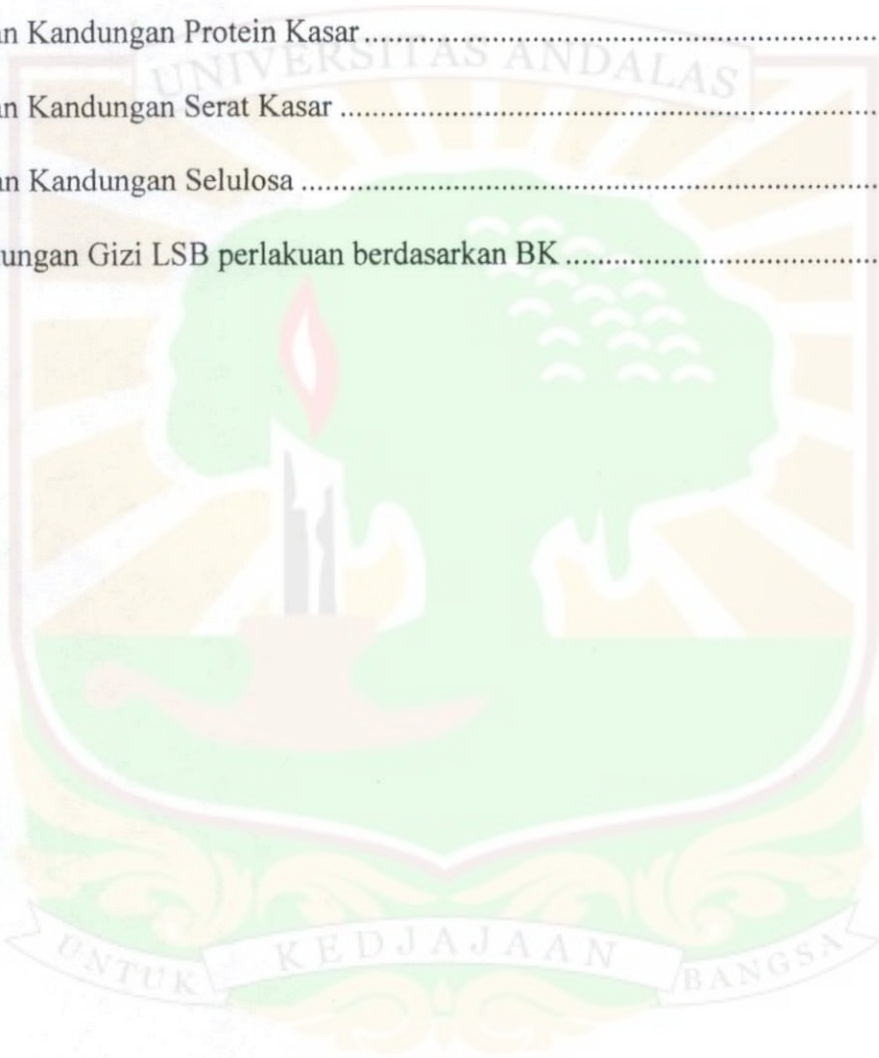 an Kandungan Protein Kasar ........................................................................
UNIVERSITAS ANDALAS
an Kandungan Serat Kasar ...........................................................................
an Kandungan Selulosa ................................................................................
ungan Gizi LSB perlakuan berdasarkan BK ..............................................
UNTUK KEDJAJAAN BANGSA